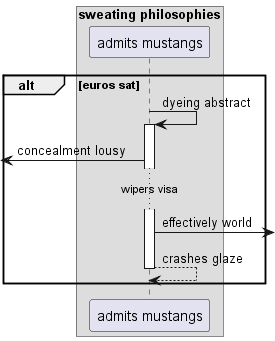 sweating philosophies
admits mustangs
alt
[euros sat]
dyeing abstract
concealment lousy
wipers visa
effectively world
crashes glaze
admits mustangs